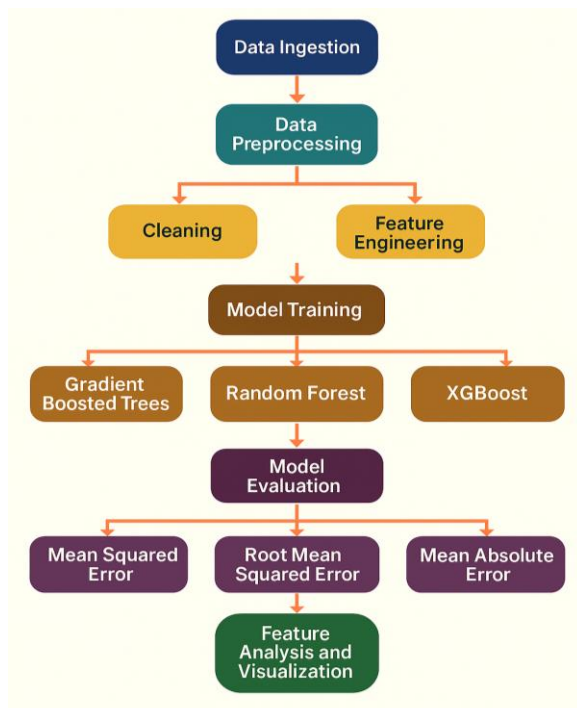 Data Ingestion
Data
Preprocessing
Cleaning
Feature
Engineering
Model Training
Gradient
Boosted Trees
Random Forest
XGBoost
Model
Evaluation
Mean Squared
Error
Root Mean
Squared Error
Mean Absolute
Error
Feature
Analysis and
Visualization